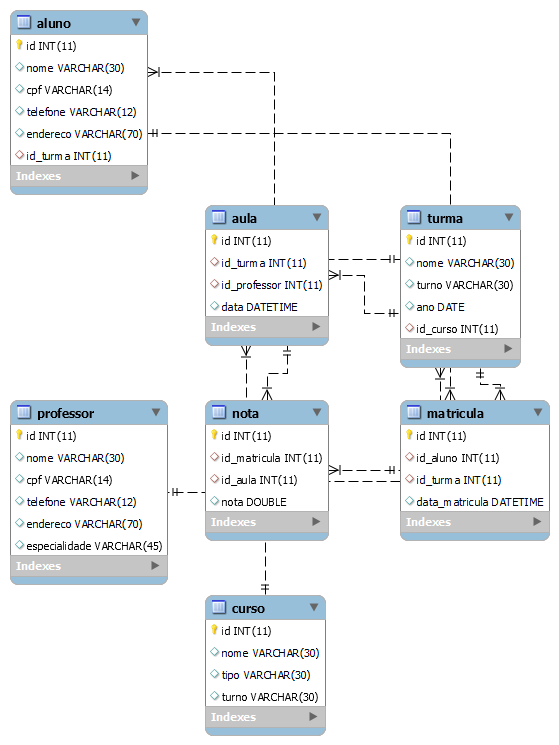 aluno
id INT(11)
nome VARCHAR(30)
cpf VARCHAR(14)
telefone VARCHAR(12)
endereco VARCHAR(70)
id_turma INT(11)
Indexes
aula
id INT(11)
id_turma INT(11)
id_professor INT(11)
data DATETIME
Indexes
turma
id INT(11)
nome VARCHAR(30)
turno VARCHAR(30)
ano DATE
id_curso INT(11)
Indexes
professor
id INT(11)
nome VARCHAR(30)
cpf VARCHAR(14)
telefone VARCHAR(12)
endereco VARCHAR(70)
especialidade VARCHAR(45)
Indexes
nota
id INT(11)
id_matricula INT(11)
id_aula INT(11)
nota DOUBLE
Indexes
matricula
id INT(11)
id_aluno INT(11)
id_turma INT(11)
data_matricula DATETIME
Indexes
curso
id INT(11)
nome VARCHAR(30)
tipo VARCHAR(30)
turno VARCHAR(30)
Indexes